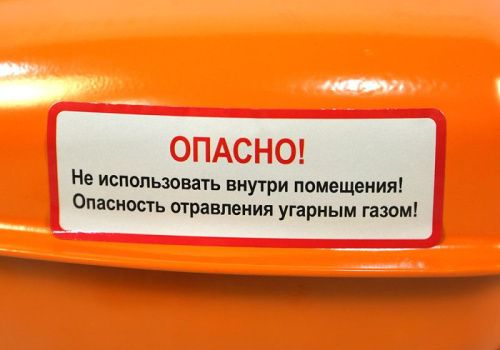 ОПАСНО!
Не использовать внутри помещения!
Опасность отравления угарным газом!